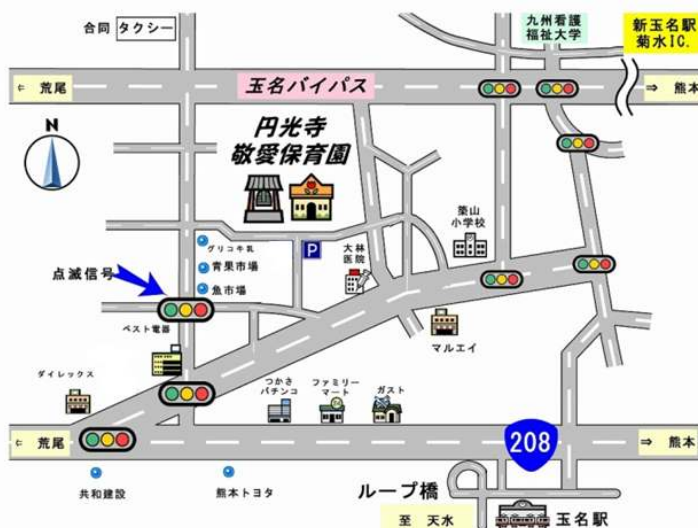 合同 タクシー
九州看護
福祉大学
新玉名駅
菊水IC.
⇐ 荒尾
玉名バイパス
⇒ 熊本
N
円光寺
敬愛保育園
築山
小学校
グリコ牛乳
P
大林
医院
点滅信号
青果市場
魚市場
ベスト電器
マルエイ
ダイレックス
つかさ
パチンコ
ファミリー
マート
ガスト
⇐ 荒尾
208
⇒ 熊本
共和建設
熊本トヨタ
ループ橋
至 天水
玉名駅